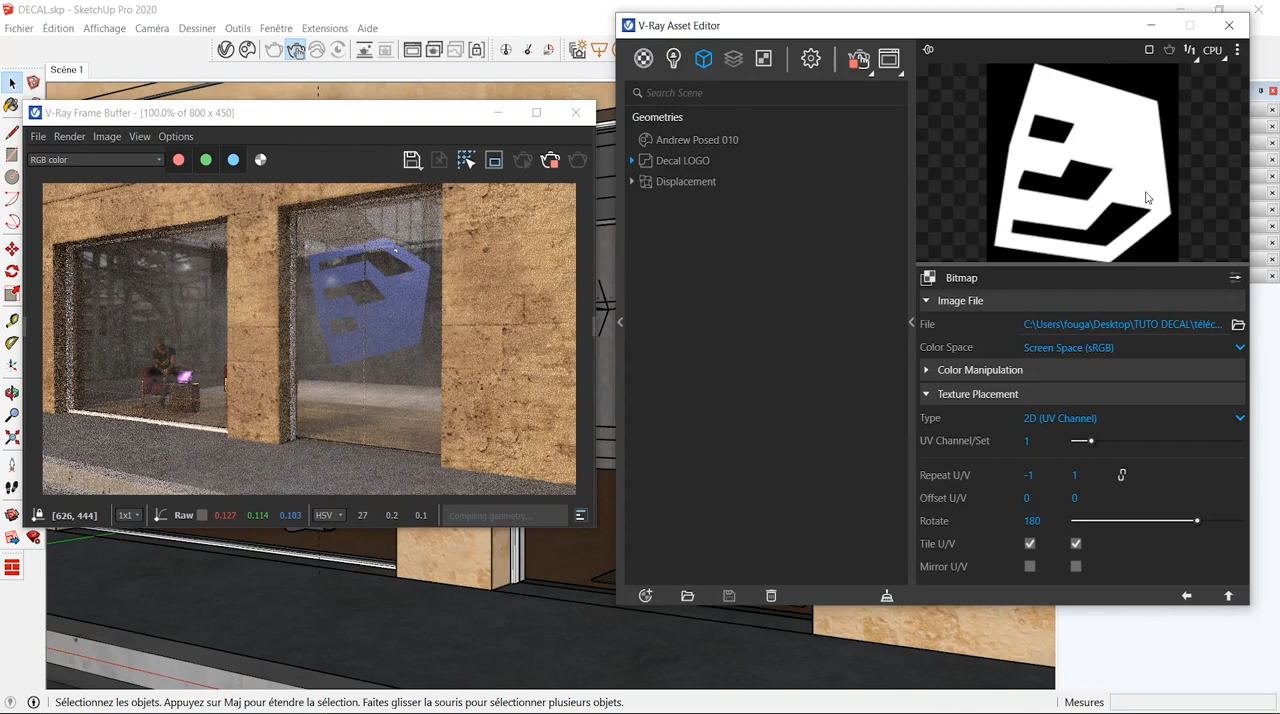 DECAL.skp - SketchUp Pro 2020
Fichier Édition Affichage Caméra Dessiner Outils Fenêtre Extensions Aide
Scène 1
V-Ray Frame Buffer - [100.0% of 800 x 450]
File Render Image View Options
RGB color
[626, 444] 1x1 Raw 0.127 0.114 0.103 HSV 27 0.2 0.1 Compiling geometry...
V-Ray Asset Editor
1/1 CPU
Search Scene
Geometries
Andrew Posed 010
Decal LOGO
Displacement
Bitmap
Image File
File C:\Users\fouga\Desktop\TUTO DECAL\téléc...
Color Space Screen Space (sRGB)
Color Manipulation
Texture Placement
Type 2D (UV Channel)
UV Channel/Set 1
Repeat U/V -1 1
Offset U/V 0 0
Rotate 180
Tile U/V
Mirror U/V
Sélectionnez les objets. Appuyez sur Maj pour étendre la sélection. Faites glisser la souris pour sélectionner plusieurs objets. Mesures